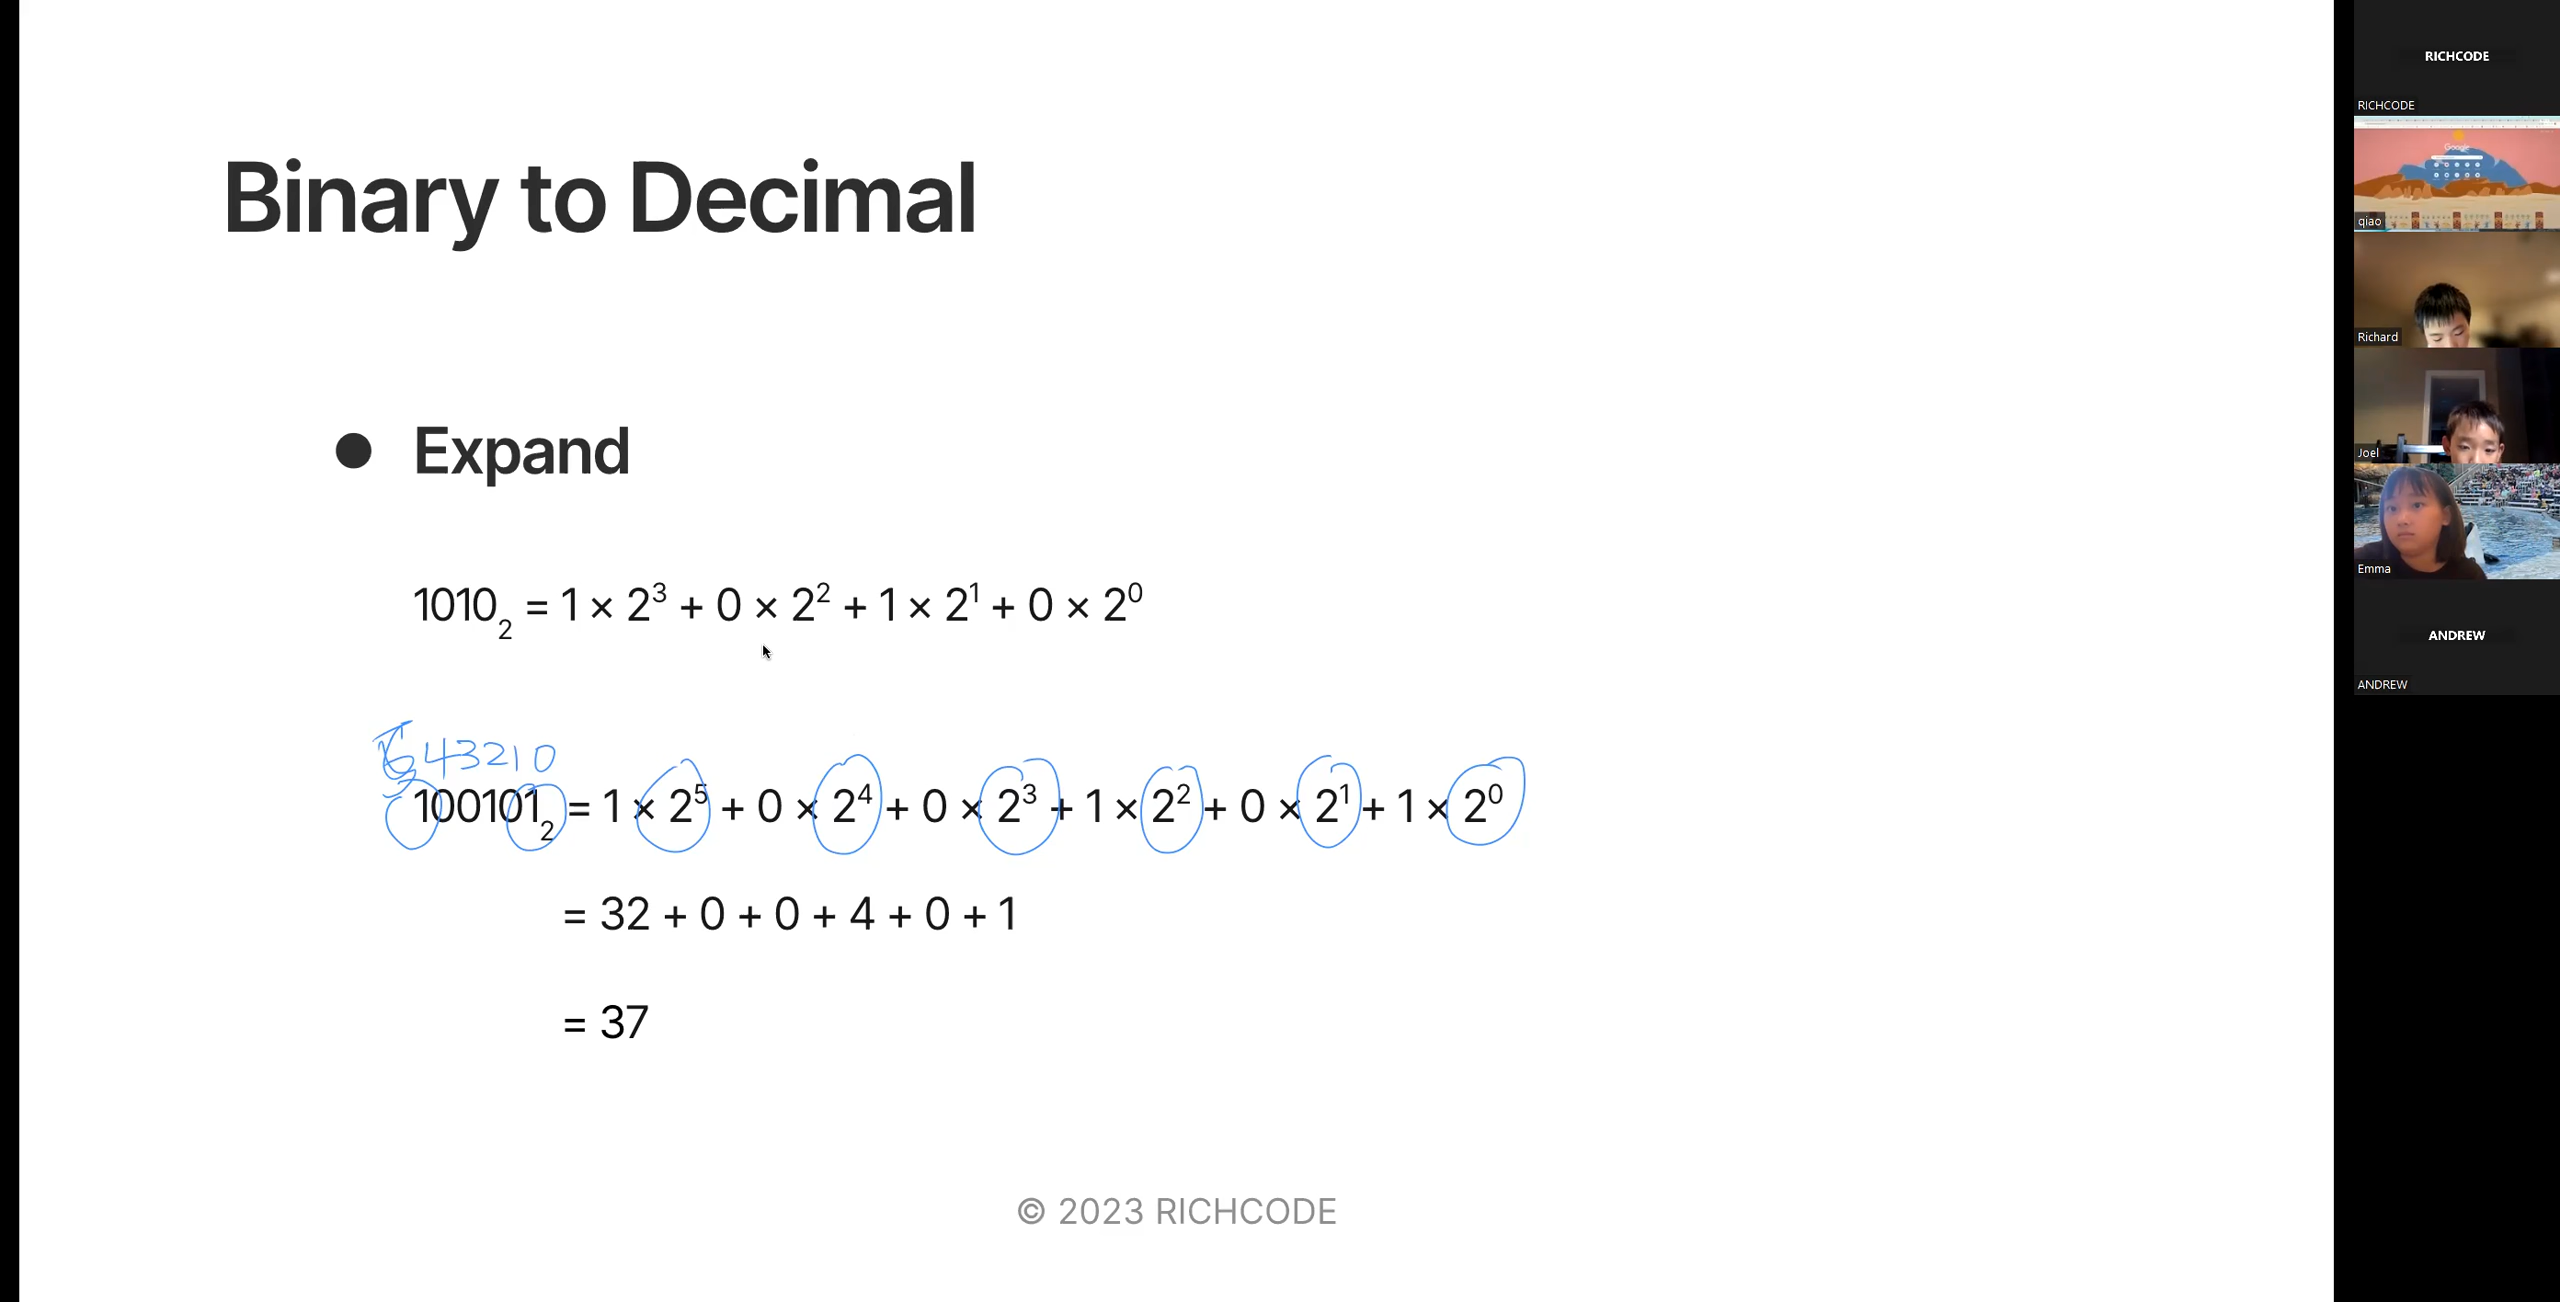 Binary to Decimal
● Expand
1010₂ = 1 × 2³ + 0 × 2² + 1 × 2¹ + 0 × 2⁰
543210
100101₂ = 1 × 2⁵ + 0 × 2⁴ + 0 × 2³ + 1 × 2² + 0 × 2¹ + 1 × 2⁰
= 32 + 0 + 0 + 4 + 0 + 1
= 37
© 2023 RICHCODE
RICHCODE
RICHCODE
Google
qiao
Richard
Joel
Emma
ANDREW
ANDREW